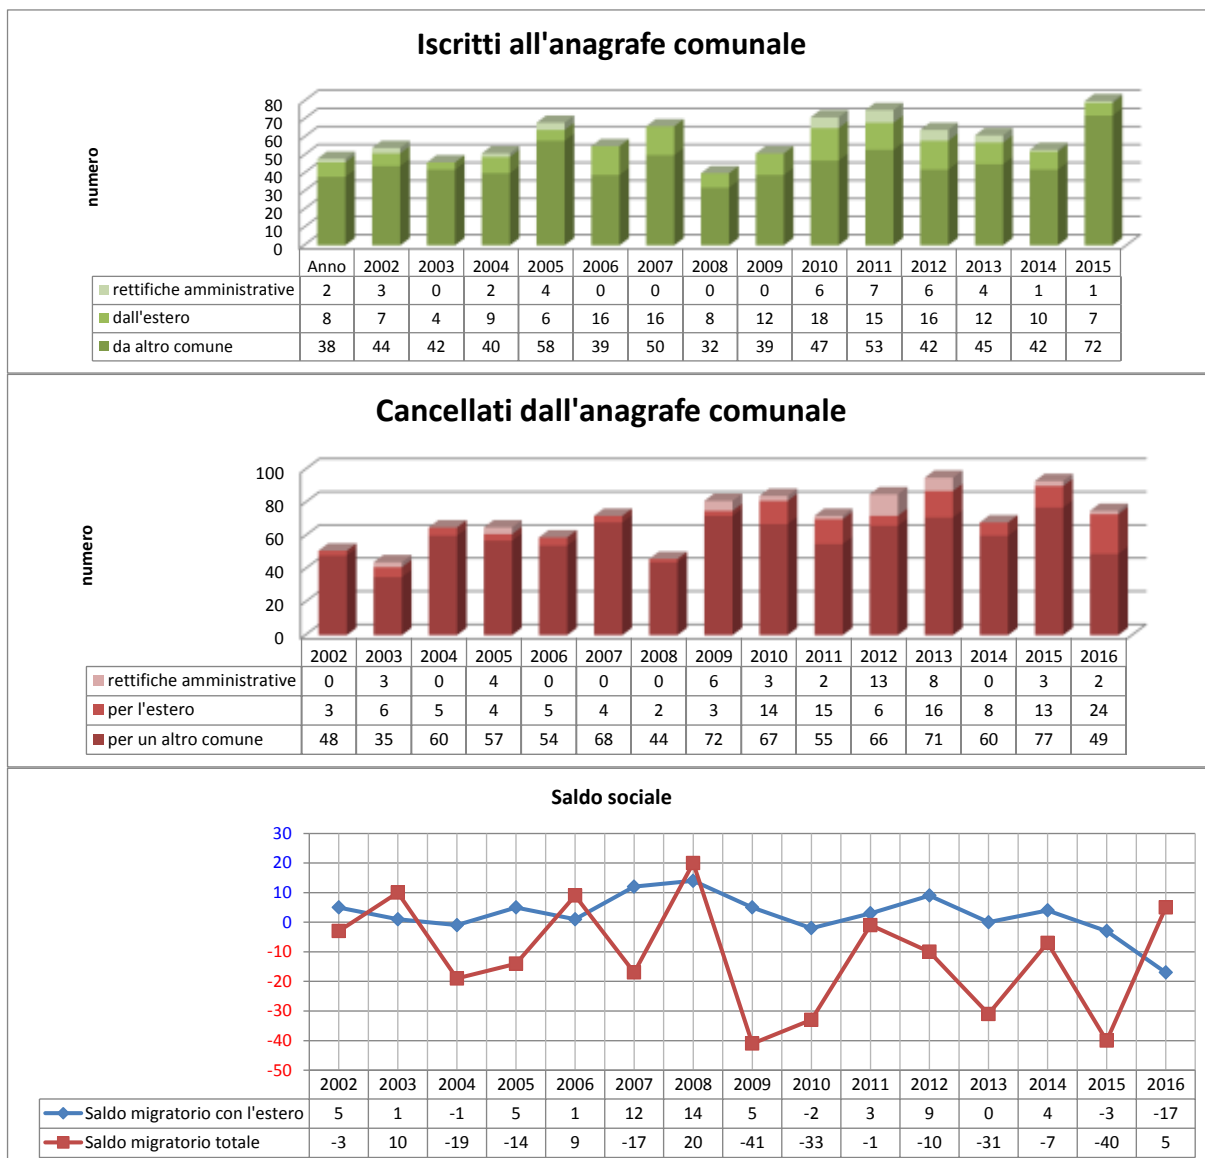 Iscritti all'anagrafe comunale
numero
80
70
60
50
40
30
20
10
0
Anno 2002 2003 2004 2005 2006 2007 2008 2009 2010 2011 2012 2013 2014 2015
rettifiche amministrative 2 3 0 2 4 0 0 0 0 6 7 6 4 1 1
dall'estero 8 7 4 9 6 16 16 8 12 18 15 16 12 10 7
da altro comune 38 44 42 40 58 39 50 32 39 47 53 42 45 42 72
Cancellati dall'anagrafe comunale
numero
100
80
60
40
20
0
2002 2003 2004 2005 2006 2007 2008 2009 2010 2011 2012 2013 2014 2015 2016
rettifiche amministrative 0 3 0 4 0 0 0 6 3 2 13 8 0 3 2
per l'estero 3 6 5 4 5 4 2 3 14 15 6 16 8 13 24
per un altro comune 48 35 60 57 54 68 44 72 67 55 66 71 60 77 49
Saldo sociale
30
20
10
0
-10
-20
-30
-40
-50
2002 2003 2004 2005 2006 2007 2008 2009 2010 2011 2012 2013 2014 2015 2016
Saldo migratorio con l'estero 5 1 -1 5 1 12 14 5 -2 3 9 0 4 -3 -17
Saldo migratorio totale -3 10 -19 -14 9 -17 20 -41 -33 -1 -10 -31 -7 -40 5